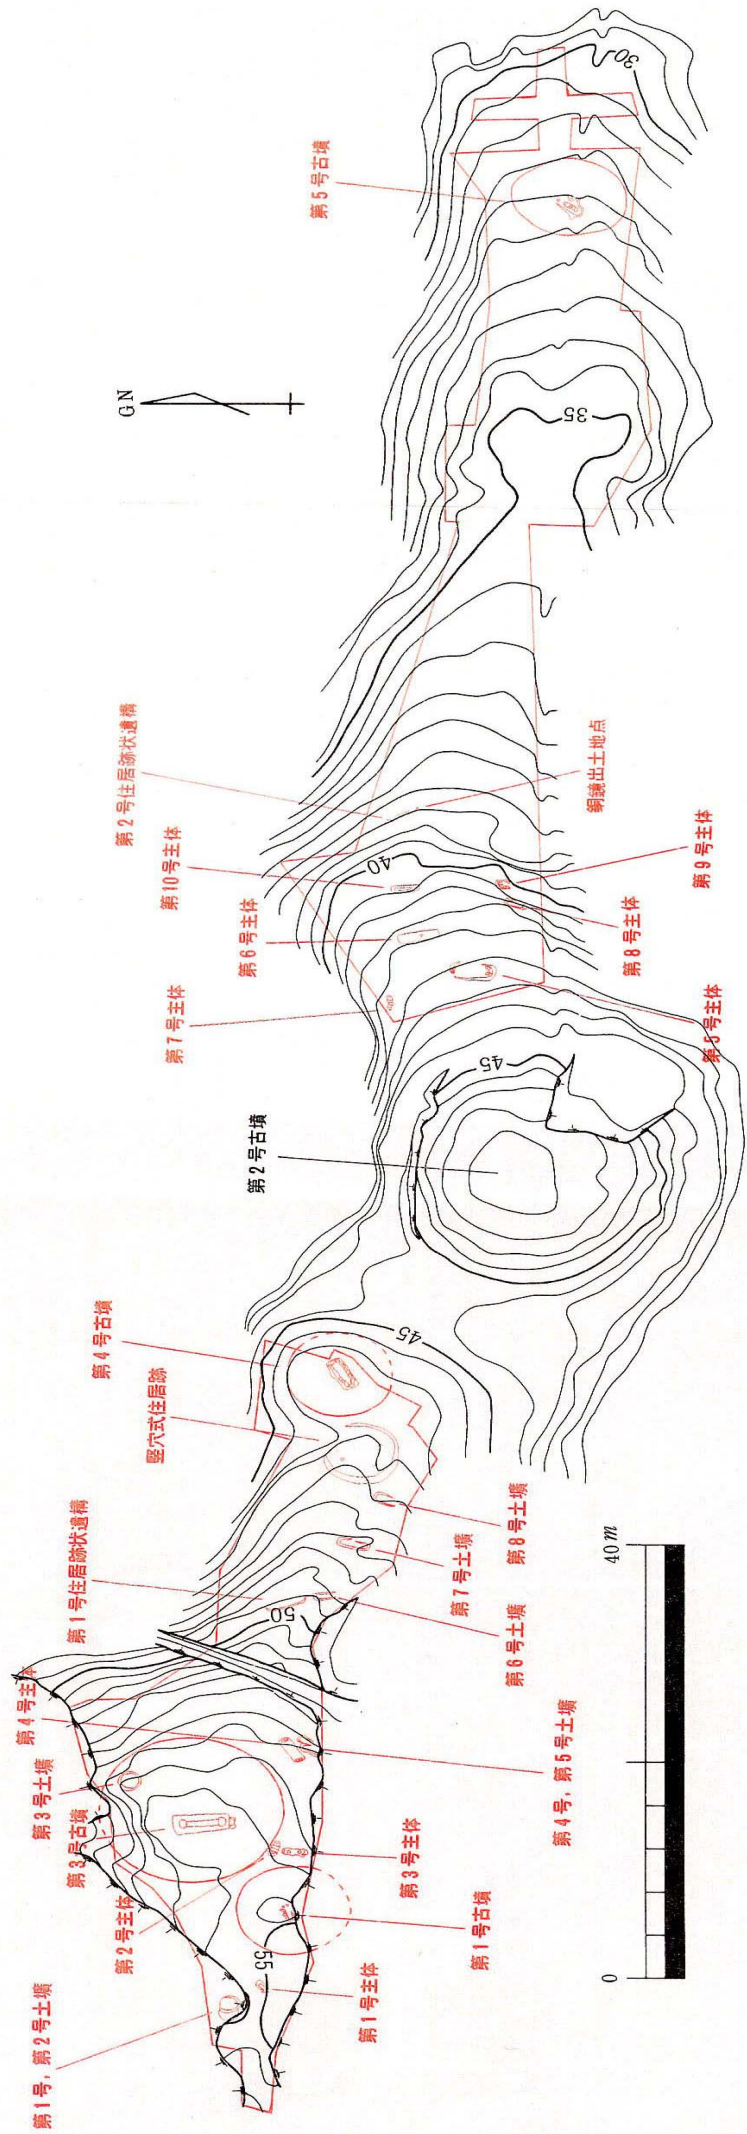 第1号，第2号土壙
第2号主体
第3号古墳
第3号土壙
第4号主体
第1号住居跡状遺構
竪穴式住居跡
第4号古墳
第2号古墳
第7号主体
第6号主体
第10号主体
第2号住居跡状遺構
GN
第5号古墳
55
50
45
45
40
35
30
第1号主体
第1号古墳
第3号主体
第4号，第5号土壙
第6号土壙
第7号土壙
第8号土壙
第5号主体
第8号主体
第9号主体
銅鏡出土地点
0
40m